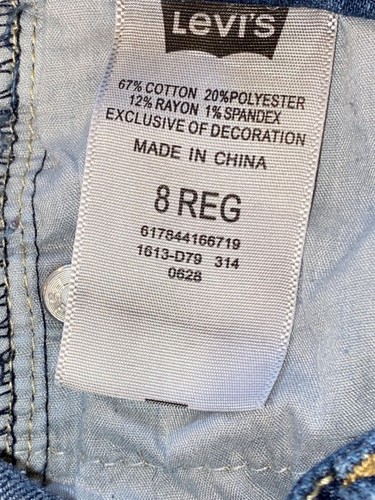 Levi's
67% COTTON 20%POLYESTER
12% RAYON 1% SPANDEX
EXCLUSIVE OF DECORATION
MADE IN CHINA
8 REG
617844166719
1613-D79 314
0628